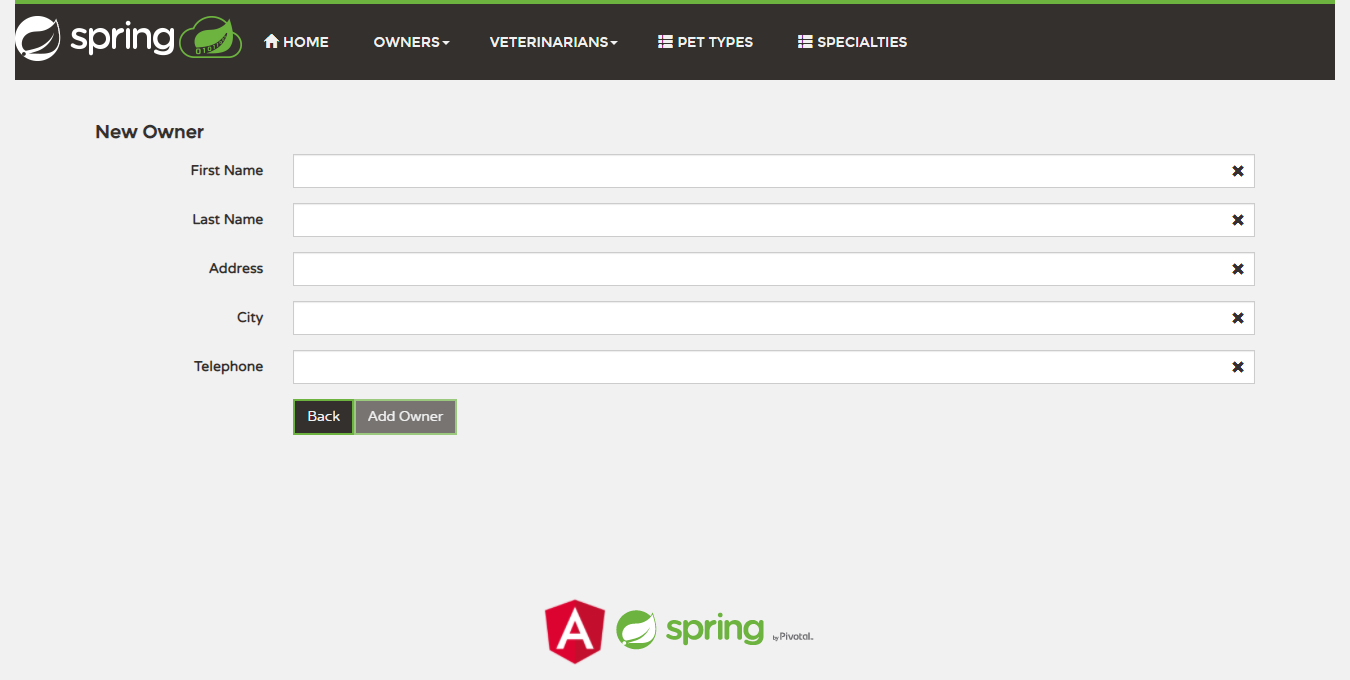 spring
HOME
OWNERS
VETERINARIANS
PET TYPES
SPECIALTIES
New Owner
First Name
Last Name
Address
City
Telephone
Back
Add Owner
spring by Pivotal.